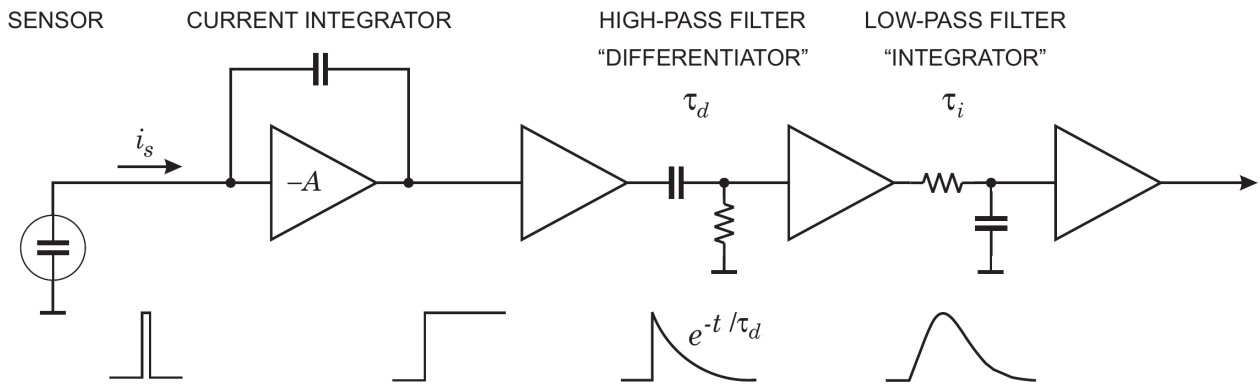 SENSOR
CURRENT INTEGRATOR
HIGH-PASS FILTER
“DIFFERENTIATOR”
τd
LOW-PASS FILTER
“INTEGRATOR”
τi
is
–A
e-t /τd